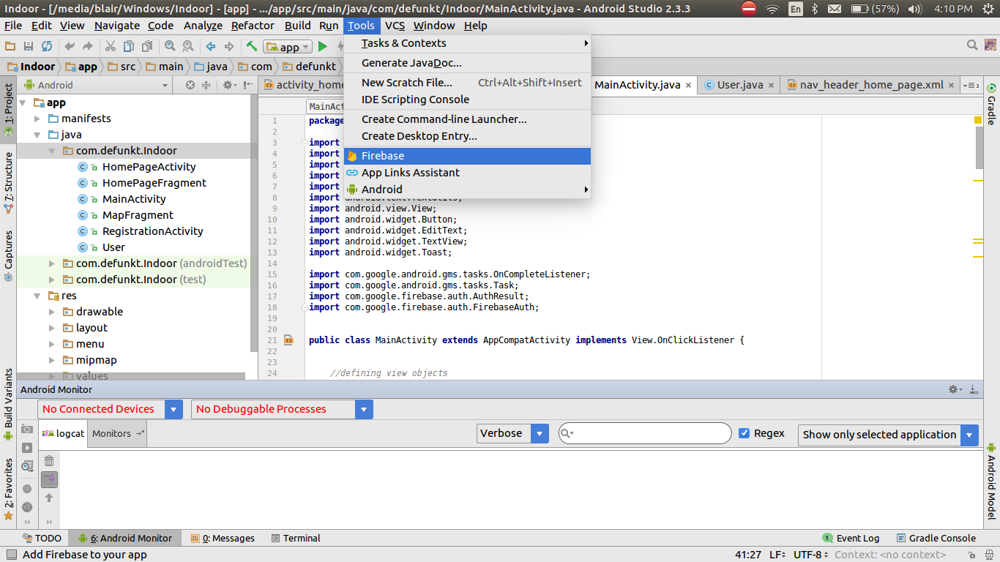 Indoor - [/media/blair/Windows/Indoor] - [app] - .../app/src/main/java/com/defunkt/Indoor/MainActivity.java - Android Studio 2.3.3
En (57%) 4:10 PM
File Edit View Navigate Code Analyze Refactor Build Run Tools VCS Window Help
app
Indoor app src main java com defunkt
Tasks & Contexts
Generate JavaDoc...
New Scratch File... Ctrl+Alt+Shift+Insert
IDE Scripting Console
Create Command-line Launcher...
Create Desktop Entry...
Firebase
App Links Assistant
Android
1: Project
7: Structure
Captures
Build Variants
2: Favorites
Android
app
manifests
java
com.defunkt.Indoor
HomePageActivity
HomePageFragment
MainActivity
MapFragment
RegistrationActivity
User
com.defunkt.Indoor (androidTest)
com.defunkt.Indoor (test)
res
drawable
layout
menu
mipmap
values
activity_home MainActivity.java User.java nav_header_home_page.xml 3
MainAct
1 package
2
3 import
4 import
5 import
6 import
7 import
8 import android.text.TextUtils;
9 import android.view.View;
10 import android.widget.Button;
11 import android.widget.EditText;
12 import android.widget.TextView;
13 import android.widget.Toast;
14
15 import com.google.android.gms.tasks.OnCompleteListener;
16 import com.google.android.gms.tasks.Task;
17 import com.google.firebase.auth.AuthResult;
18 import com.google.firebase.auth.FirebaseAuth;
19
20
21 public class MainActivity extends AppCompatActivity implements View.OnClickListener {
22
23
24 //defining view objects
Gradle
Android Model
Android Monitor
No Connected Devices No Debuggable Processes
logcat Monitors Verbose Regex Show only selected application
TODO 6: Android Monitor 0: Messages Terminal 1 Event Log Gradle Console
Add Firebase to your app 41:27 LF UTF-8 Context: <no context>